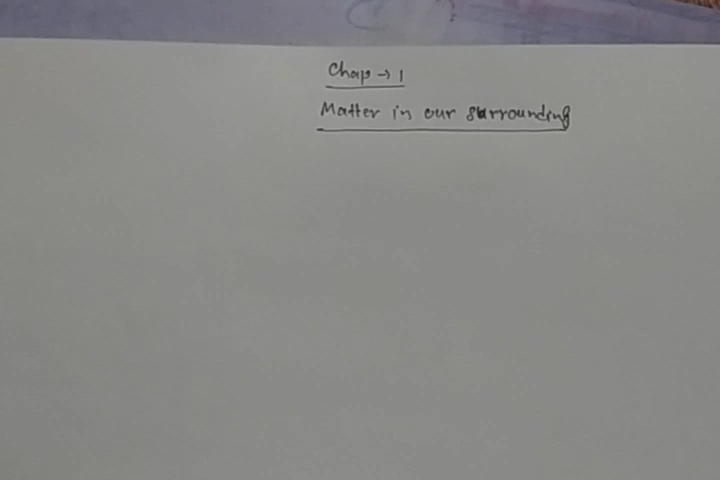 Chap → 1
Matter in our surrounding